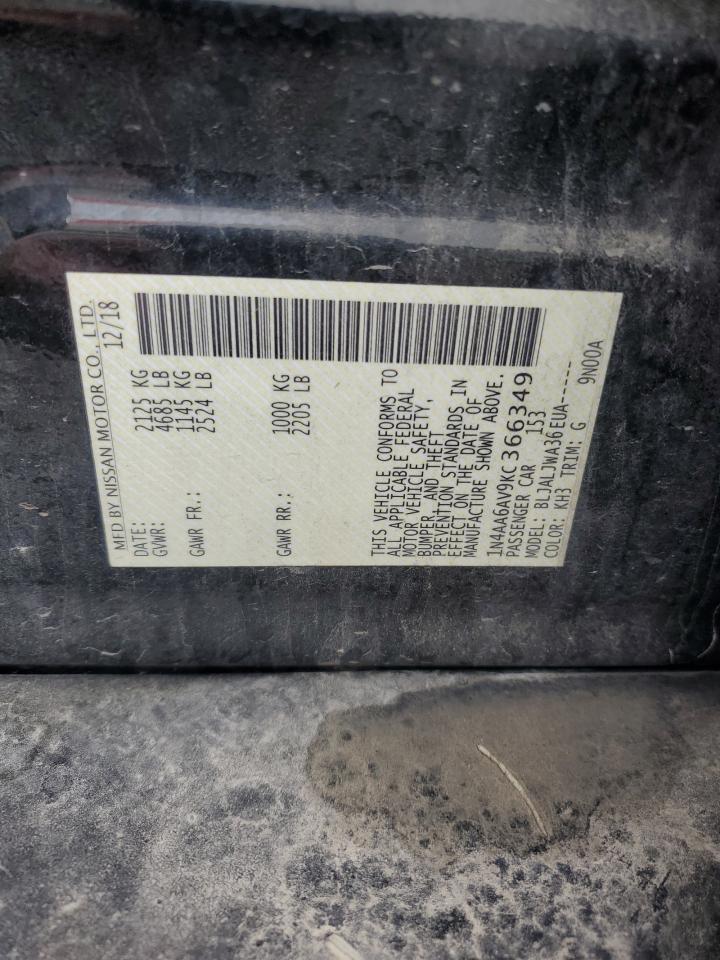 MFD BY NISSAN MOTOR CO., LTD.
DATE: 12/18
GVWR: 2125 KG
4685 LB
GAWR FR.: 1145 KG
2524 LB
GAWR RR.: 1000 KG
2205 LB
THIS VEHICLE CONFORMS TO
ALL APPLICABLE FEDERAL
MOTOR VEHICLE SAFETY,
BUMPER, AND THEFT
PREVENTION STANDARDS IN
EFFECT ON THE DATE OF
MANUFACTURE SHOWN ABOVE.
1N4AA6AV9KC366349
PASSENGER CAR 153
MODEL: BLJALJWA36EUA-----
COLOR: KH3 TRIM: G 9N00A